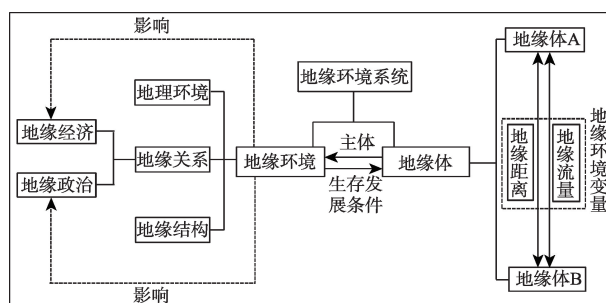 影响
地缘体A
地缘环境系统
地理环境
地缘经济
地缘关系
地缘政治
地缘环境
主体
地缘体
生存发
展条件
地缘距离
地缘流量
地缘环境变量
地缘结构
地缘体B
影响